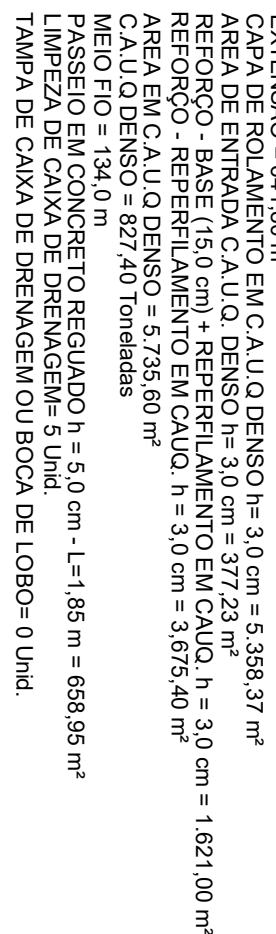 CAPA DE ROLAMENTO EM C.A.U.Q DENSO h= 3,0 cm = 5.358,37 m²
AREA DE ENTRADA C.A.U.Q. DENSO h= 3,0 cm = 377,23 m²
REFORÇO - BASE (15,0 cm) + REPERFILAMENTO EM CAUQ. h = 3,0 cm = 1.621,00 m²
REFORÇO - REPERFILAMENTO EM CAUQ. h = 3,0 cm = 3,675,40 m²
AREA EM C.A.U.Q DENSO = 5.735,60 m²
C.A.U.Q DENSO = 827,40 Toneladas
MEIO FIO = 134,0 m
PASSEIO EM CONCRETO REGUADO h = 5,0 cm - L=1,85 m = 658,95 m²
LIMPEZA DE CAIXA DE DRENAGEM= 5 Unid.
TAMPA DE CAIXA DE DRENAGEM OU BOCA DE LOBO= 0 Unid.